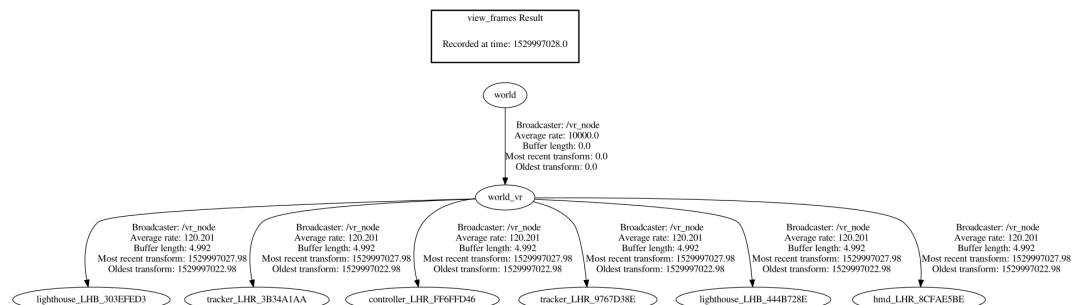 view_frames Result
Recorded at time: 1529997028.0
world
Broadcaster: /vr_node
Average rate: 10000.0
Buffer length: 0.0
Most recent transform: 0.0
Oldest transform: 0.0
world_vr
Broadcaster: /vr_node
Average rate: 120.201
Buffer length: 4.992
Most recent transform: 1529997027.98
Oldest transform: 1529997022.98
Broadcaster: /vr_node
Average rate: 120.201
Buffer length: 4.992
Most recent transform: 1529997027.98
Oldest transform: 1529997022.98
Broadcaster: /vr_node
Average rate: 120.201
Buffer length: 4.992
Most recent transform: 1529997027.98
Oldest transform: 1529997022.98
Broadcaster: /vr_node
Average rate: 120.201
Buffer length: 4.992
Most recent transform: 1529997027.98
Oldest transform: 1529997022.98
Broadcaster: /vr_node
Average rate: 120.201
Buffer length: 4.992
Most recent transform: 1529997027.98
Oldest transform: 1529997022.98
Broadcaster: /vr_node
Average rate: 120.201
Buffer length: 4.992
Most recent transform: 1529997027.98
Oldest transform: 1529997022.98
lighthouse_LHB_303EFED3
tracker_LHR_3B34A1AA
controller_LHR_FF6FFD46
tracker_LHR_9767D38E
lighthouse_LHB_444B728E
hmd_LHR_8CFAE5BE